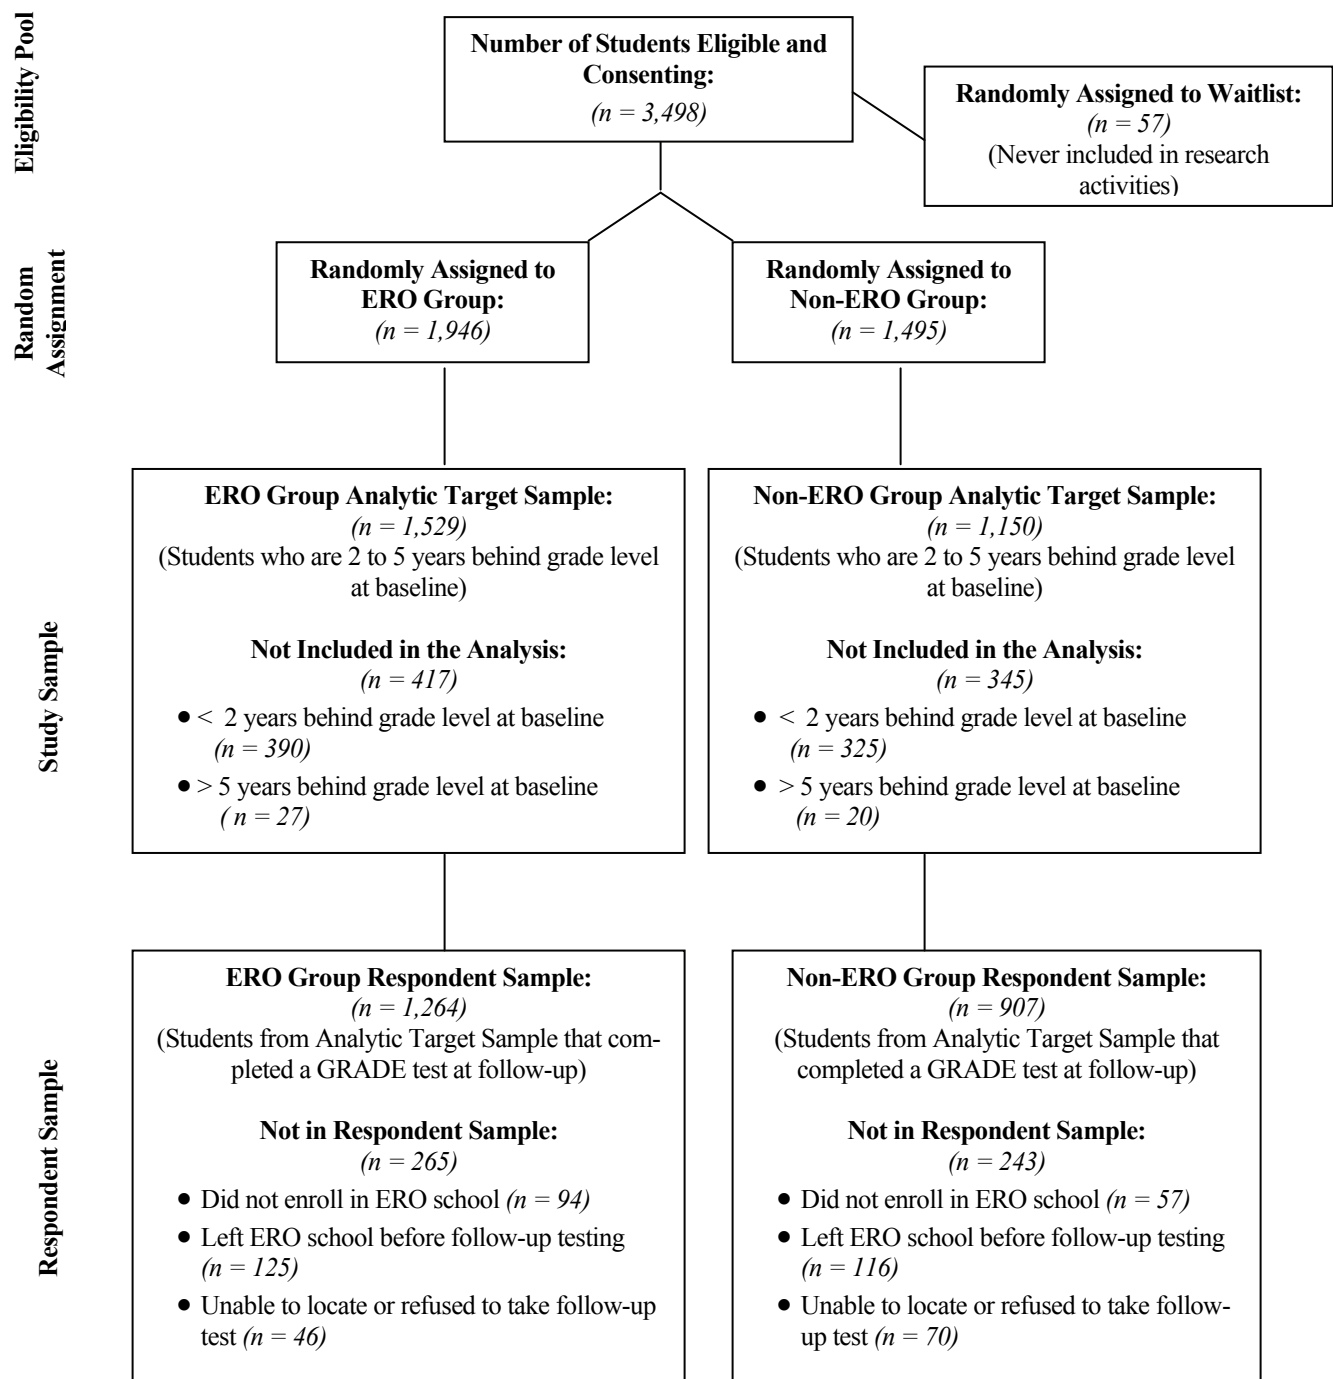 Eligibility Pool
Number of Students Eligible and
Consenting:
(n = 3,498)
Randomly Assigned to Waitlist:
(n = 57)
(Never included in research
activities)
Random
Assignment
Randomly Assigned to
ERO Group:
(n = 1,946)
Randomly Assigned to
Non-ERO Group:
(n = 1,495)
Study Sample
ERO Group Analytic Target Sample:
(n = 1,529)
(Students who are 2 to 5 years behind grade level
at baseline)
Not Included in the Analysis:
(n = 417)
● < 2 years behind grade level at baseline
(n = 390)
● > 5 years behind grade level at baseline
( n = 27)
Non-ERO Group Analytic Target Sample:
(n = 1,150)
(Students who are 2 to 5 years behind grade level
at baseline)
Not Included in the Analysis:
(n = 345)
● < 2 years behind grade level at baseline
(n = 325)
● > 5 years behind grade level at baseline
(n = 20)
Respondent Sample
ERO Group Respondent Sample:
(n = 1,264)
(Students from Analytic Target Sample that com-
pleted a GRADE test at follow-up)
Not in Respondent Sample:
(n = 265)
● Did not enroll in ERO school (n = 94)
● Left ERO school before follow-up testing
(n = 125)
● Unable to locate or refused to take follow-up
test (n = 46)
Non-ERO Group Respondent Sample:
(n = 907)
(Students from Analytic Target Sample that
completed a GRADE test at follow-up)
Not in Respondent Sample:
(n = 243)
● Did not enroll in ERO school (n = 57)
● Left ERO school before follow-up testing
(n = 116)
● Unable to locate or refused to take follow-
up test (n = 70)